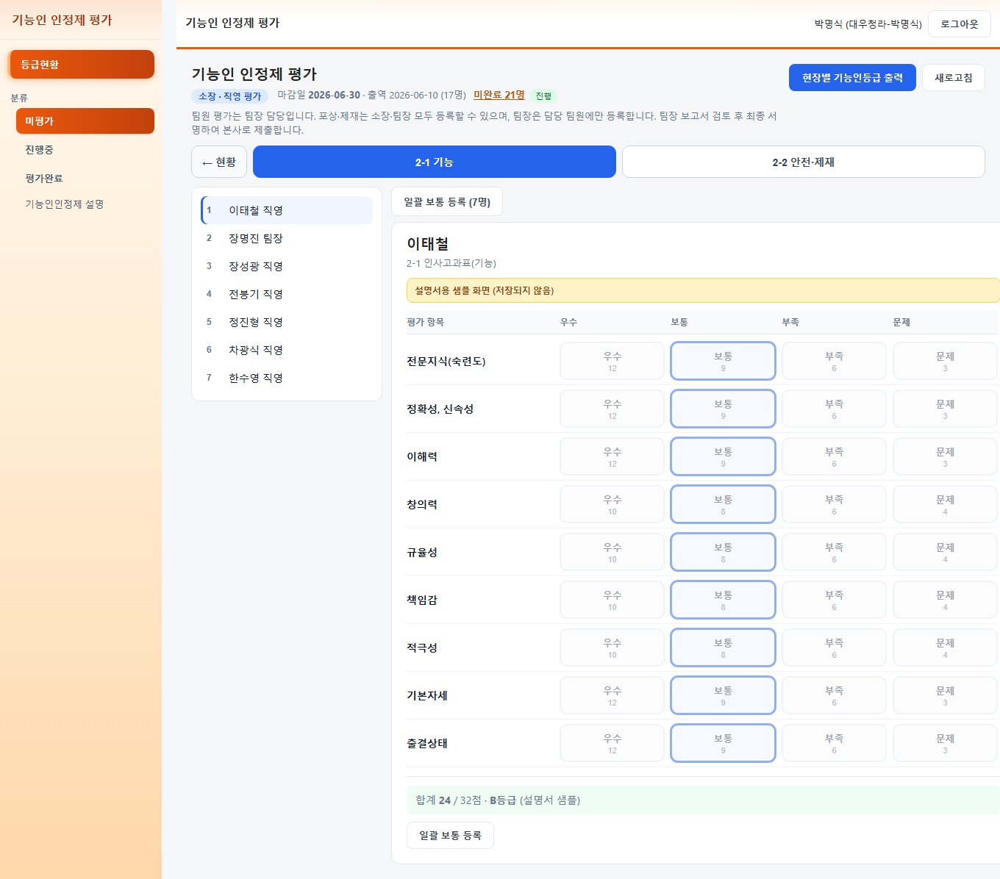 기능인 인정제 평가
등급현황
분류
미평가
진행중
평가완료
기능인인정제 설명
기능인 인정제 평가
박명식 (대우청라-박명식)
로그아웃
기능인 인정제 평가
소장 · 직영 평가 마감일 2026-06-30 · 출역 2026-06-10 (17명) 미완료 21명 진행
현장별 기능인등급 출력
새로고침
팀원 평가는 팀장 담당입니다. 포상·제재는 소장·팀장 모두 등록할 수 있으며, 팀장은 담당 팀원에만 등록합니다. 팀장 보고서 검토 후 최종 서
명하여 본사로 제출합니다.
← 현황
2-1 기능
2-2 안전·제재
1 이태철 직영
2 장명진 팀장
3 장성광 직영
4 전봉기 직영
5 정진형 직영
6 차광식 직영
7 한수영 직영
일괄 보통 등록 (7명)
이태철
2-1 인사고과표(기능)
설명서용 샘플 화면 (저장되지 않음)
평가 항목 우수 보통 부족 문제
전문지식(숙련도)
우수 보통 부족 문제
12 9 6 3
정확성, 신속성
우수 보통 부족 문제
12 9 6 3
이해력
우수 보통 부족 문제
12 9 6 3
창의력
우수 보통 부족 문제
10 8 6 4
규율성
우수 보통 부족 문제
10 8 6 4
책임감
우수 보통 부족 문제
10 8 6 4
적극성
우수 보통 부족 문제
10 8 6 4
기본자세
우수 보통 부족 문제
12 9 6 3
출결상태
우수 보통 부족 문제
12 9 6 3
합계 24 / 32점 · B등급 (설명서 샘플)
일괄 보통 등록